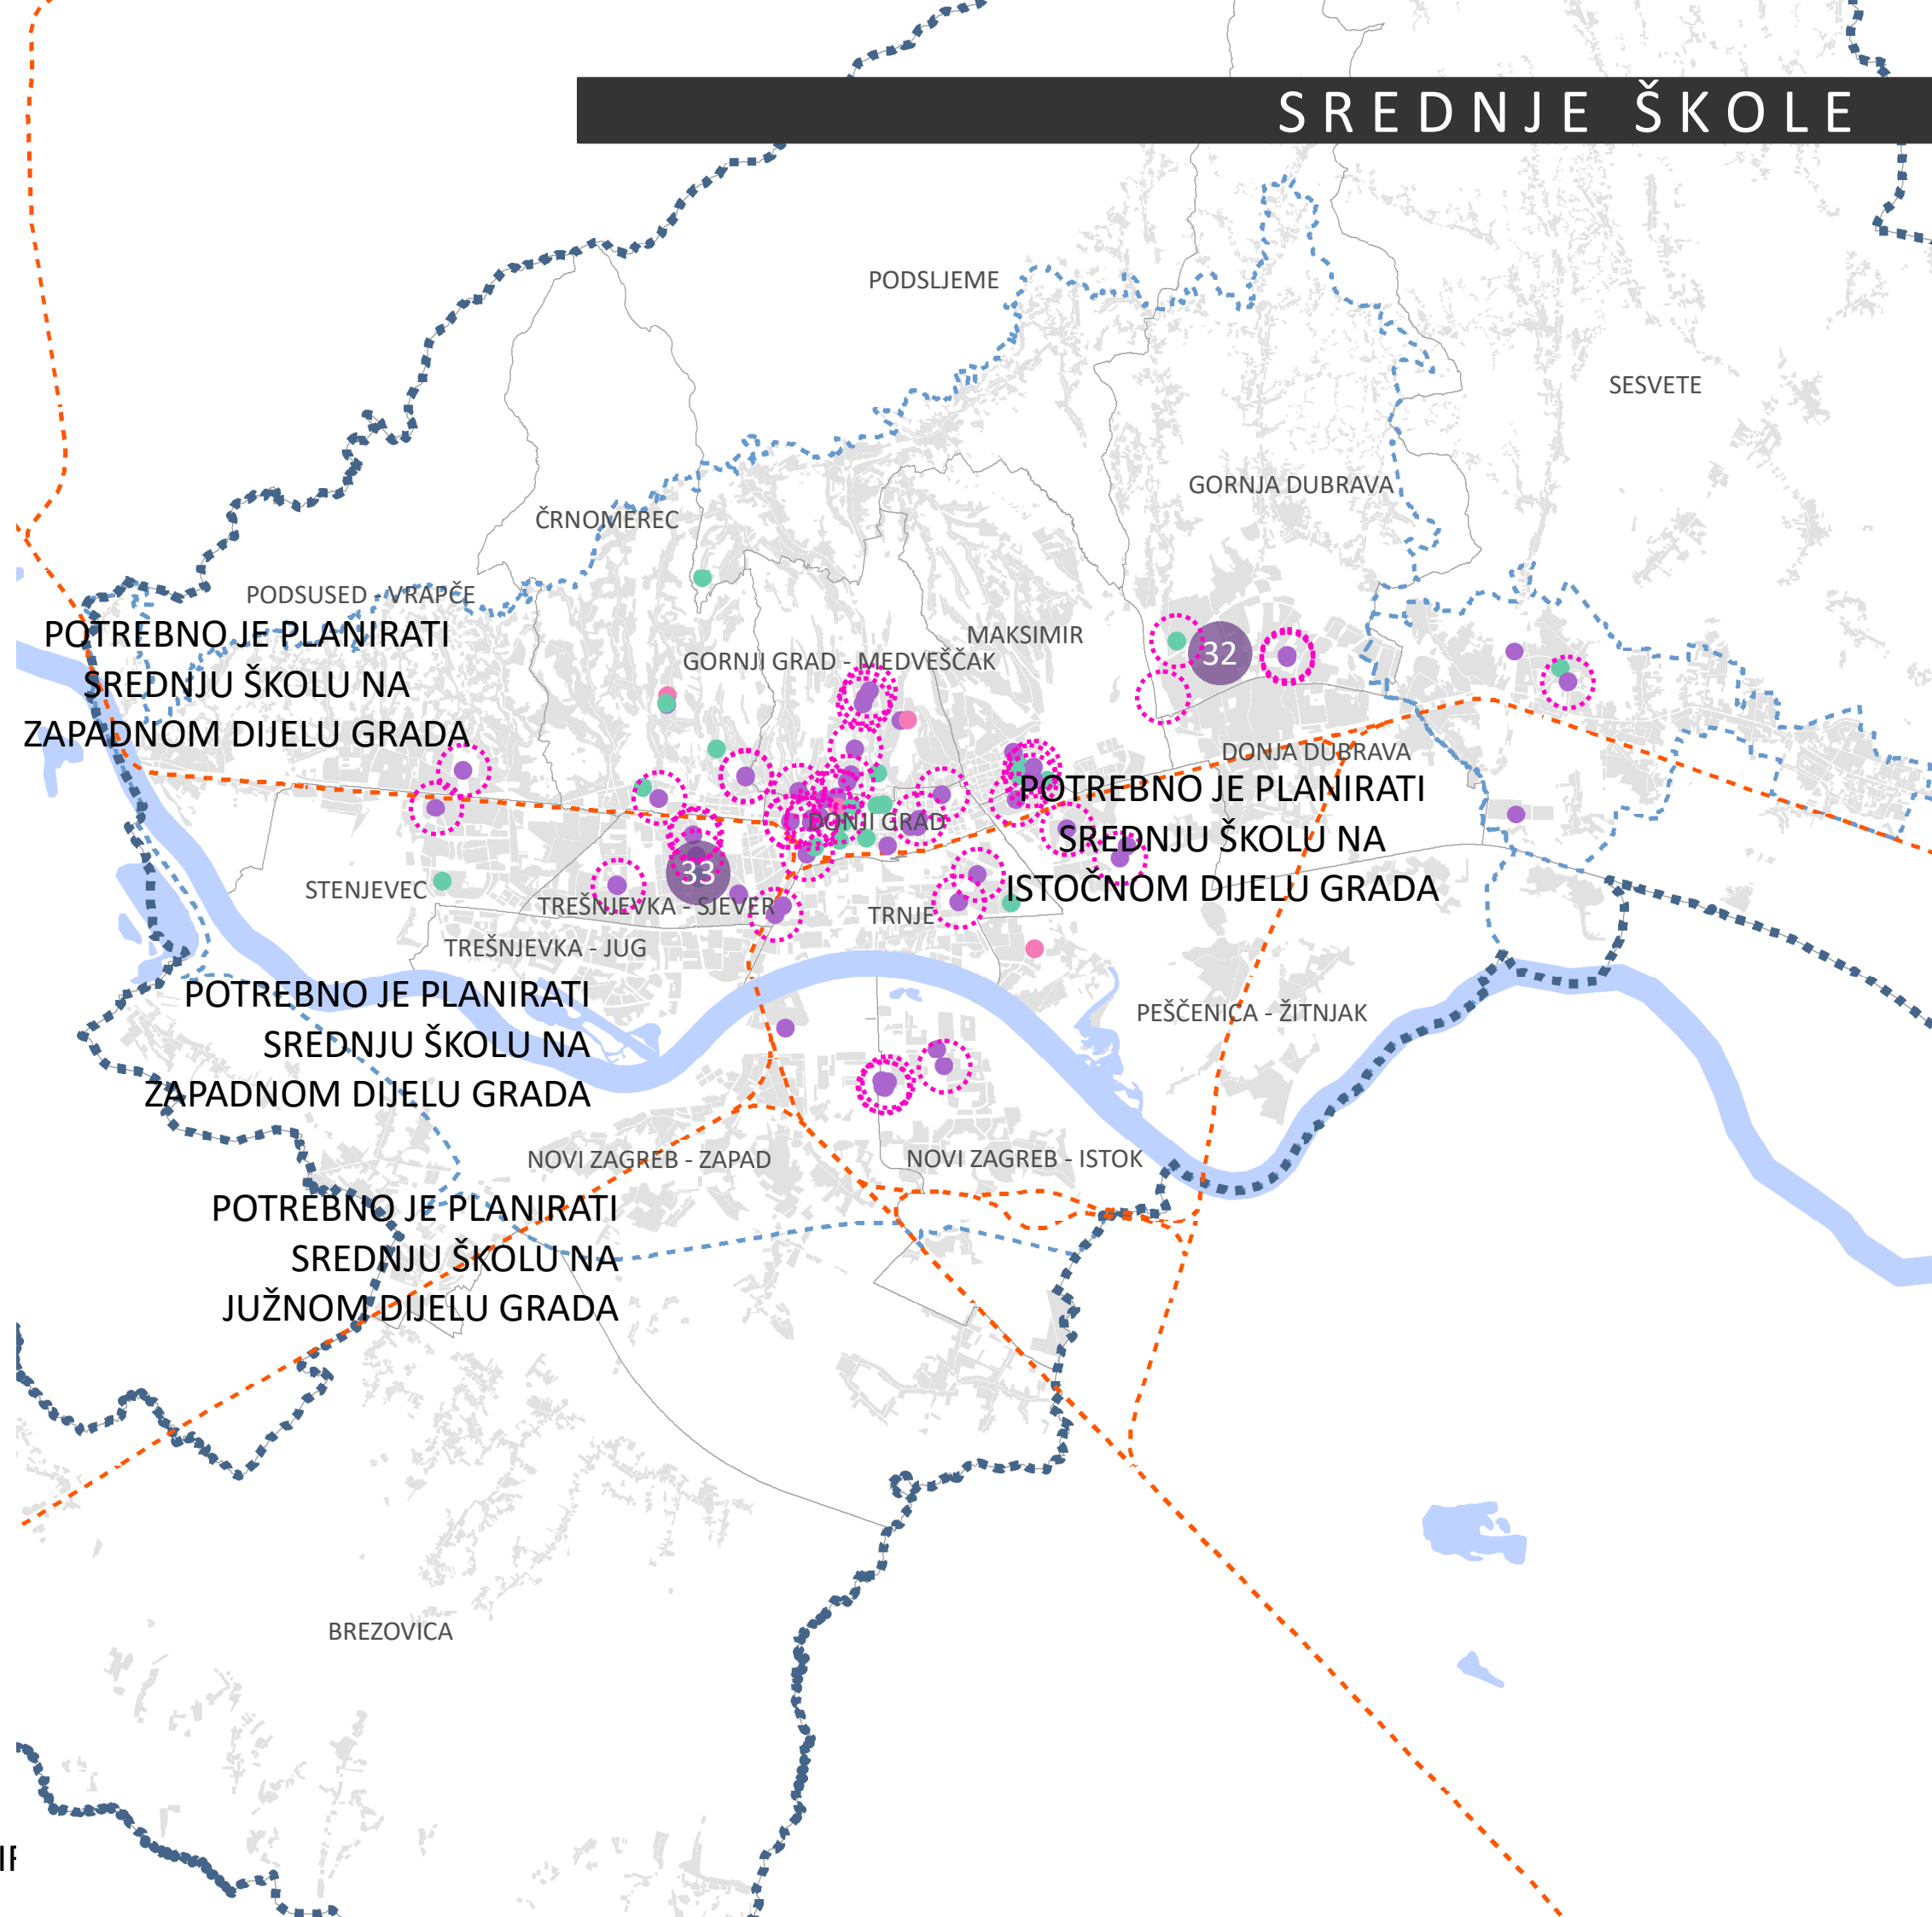 SREDNJE ŠKOLE
PODSLJEME
SESVETE
GORNJA DUBRAVA
ČRNOMEREC
PODSUSED - VRAPČE
POTREBNO JE PLANIRATI
SREDNJU ŠKOLU NA
ZAPADNOM DIJELU GRADA
MAKSIMIR
GORNJI GRAD - MEDVEŠČAK
32
DONJA DUBRAVA
POTREBNO JE PLANIRATI
SREDNJU ŠKOLU NA
ISTOČNOM DIJELU GRADA
DONJI GRAD
33
STENJEVEC
TREŠNJEVKA - SJEVER
TRNJE
TREŠNJEVKA - JUG
POTREBNO JE PLANIRATI
SREDNJU ŠKOLU NA
ZAPADNOM DIJELU GRADA
PEŠČENICA - ŽITNJAK
NOVI ZAGREB - ZAPAD
NOVI ZAGREB - ISTOK
POTREBNO JE PLANIRATI
SREDNJU ŠKOLU NA
JUŽNOM DIJELU GRADA
BREZOVICA